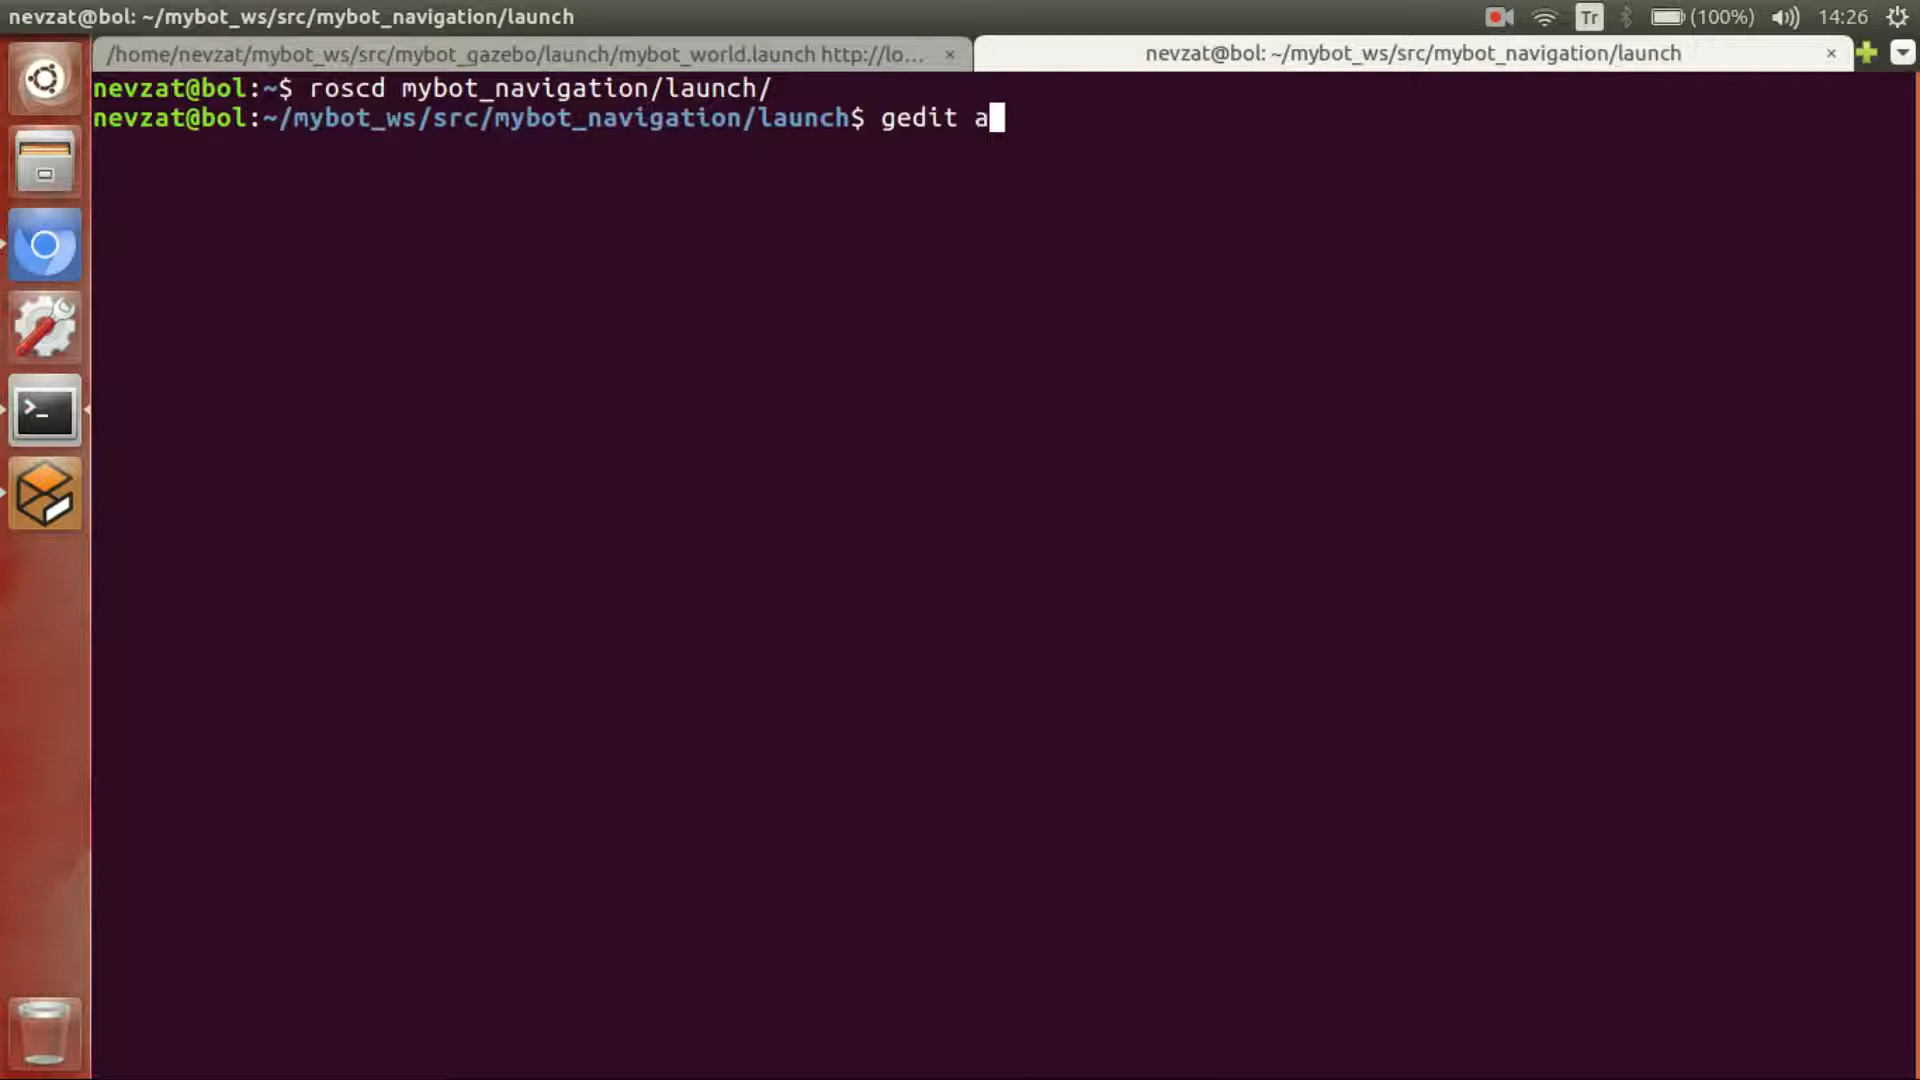 nevzat@bol: ~/mybot_ws/src/mybot_navigation/launch
Tr
(100%)
14:26
/home/nevzat/mybot_ws/src/mybot_gazebo/launch/mybot_world.launch http://lo...
nevzat@bol: ~/mybot_ws/src/mybot_navigation/launch
nevzat@bol:~$ roscd mybot_navigation/launch/
nevzat@bol:~/mybot_ws/src/mybot_navigation/launch$ gedit a